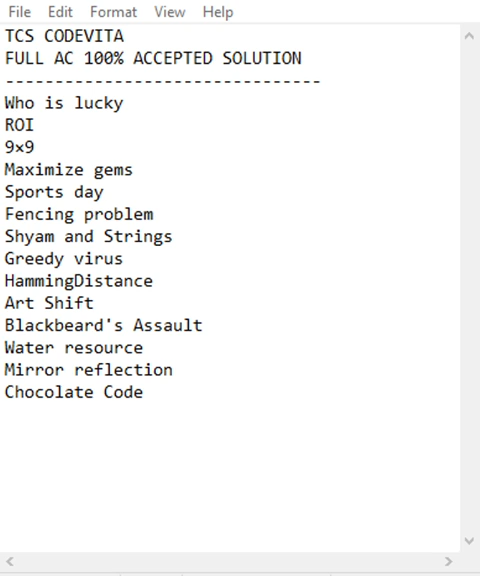 File Edit Format View Help
TCS CODEVITA
FULL AC 100% ACCEPTED SOLUTION
--------------------------------
Who is lucky
ROI
9×9
Maximize gems
Sports day
Fencing problem
Shyam and Strings
Greedy virus
HammingDistance
Art Shift
Blackbeard's Assault
Water resource
Mirror reflection
Chocolate Code